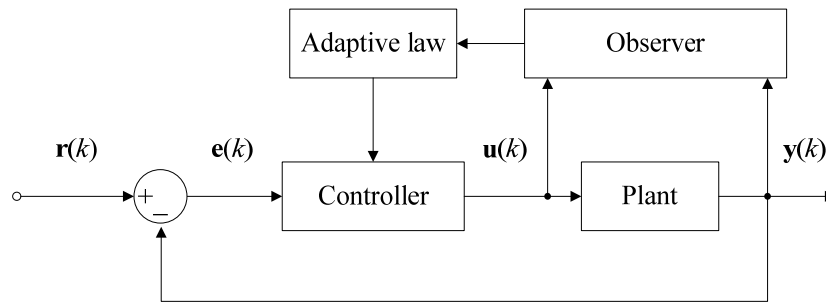 Adaptive law
Observer
r(k)
e(k)
u(k)
y(k)
+
−
Controller
Plant